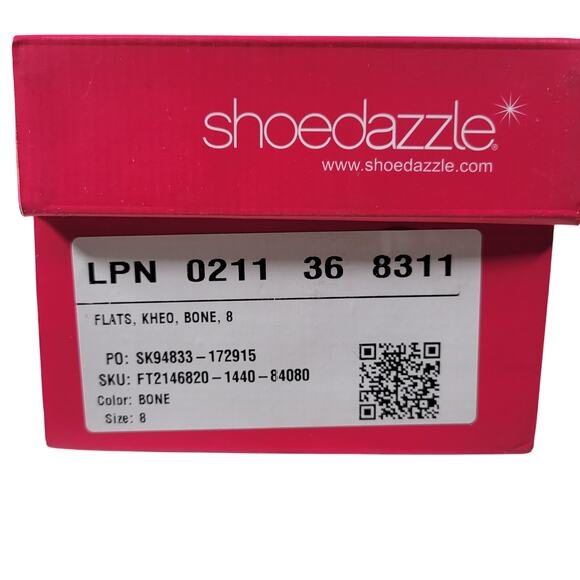 shoedazzle®
www.shoedazzle.com
LPN 0211 36 8311
FLATS, KHEO, BONE, 8
PO: SK94833-172915
SKU: FT2146820-1440-84080
Color: BONE
Size: 8